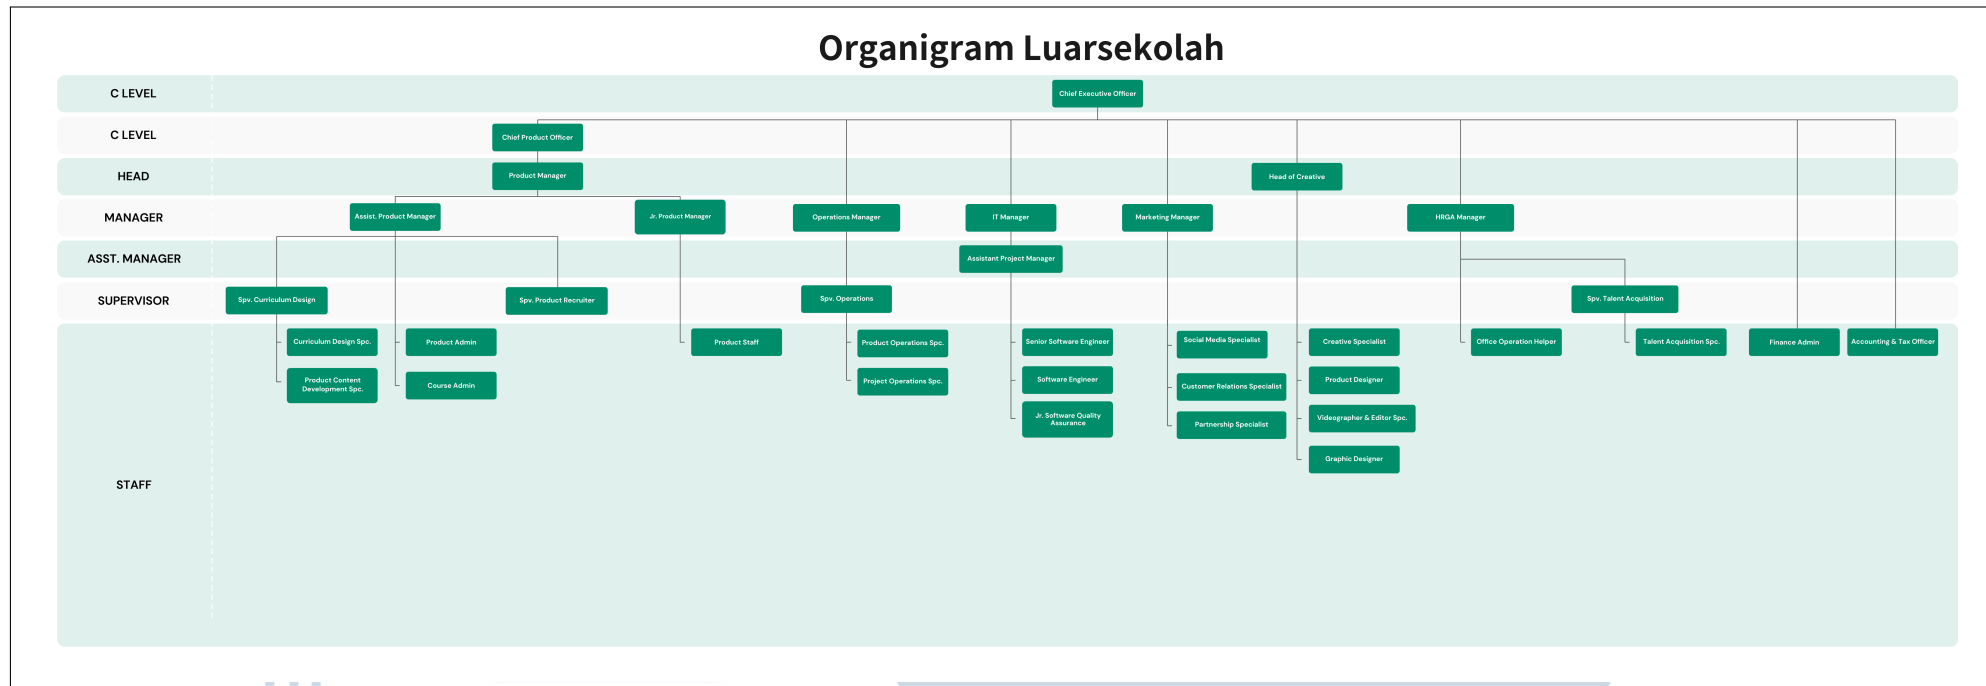 Organigram Luarsekolah
C LEVEL
Chief Executive Officer
C LEVEL
Chief Product Officer
HEAD
Product Manager
Head of Creative
MANAGER
Assist. Product Manager
Jr. Product Manager
Operations Manager
IT Manager
Marketing Manager
HRGA Manager
ASST. MANAGER
Assistant Project Manager
SUPERVISOR
Spv. Curriculum Design
Spv. Product Recruiter
Spv. Operations
Spv. Talent Acquisition
STAFF
Curriculum Design Spc.
Product Content
Development Spc.
Product Admin
Course Admin
Product Staff
Product Operations Spc.
Project Operations Spc.
Senior Software Engineer
Software Engineer
Jr. Software Quality
Assurance
Social Media Specialist
Customer Relations Specialist
Partnership Specialist
Creative Specialist
Product Designer
Videographer & Editor Spc.
Graphic Designer
Office Operation Helper
Talent Acquisition Spc.
Finance Admin
Accounting & Tax Officer